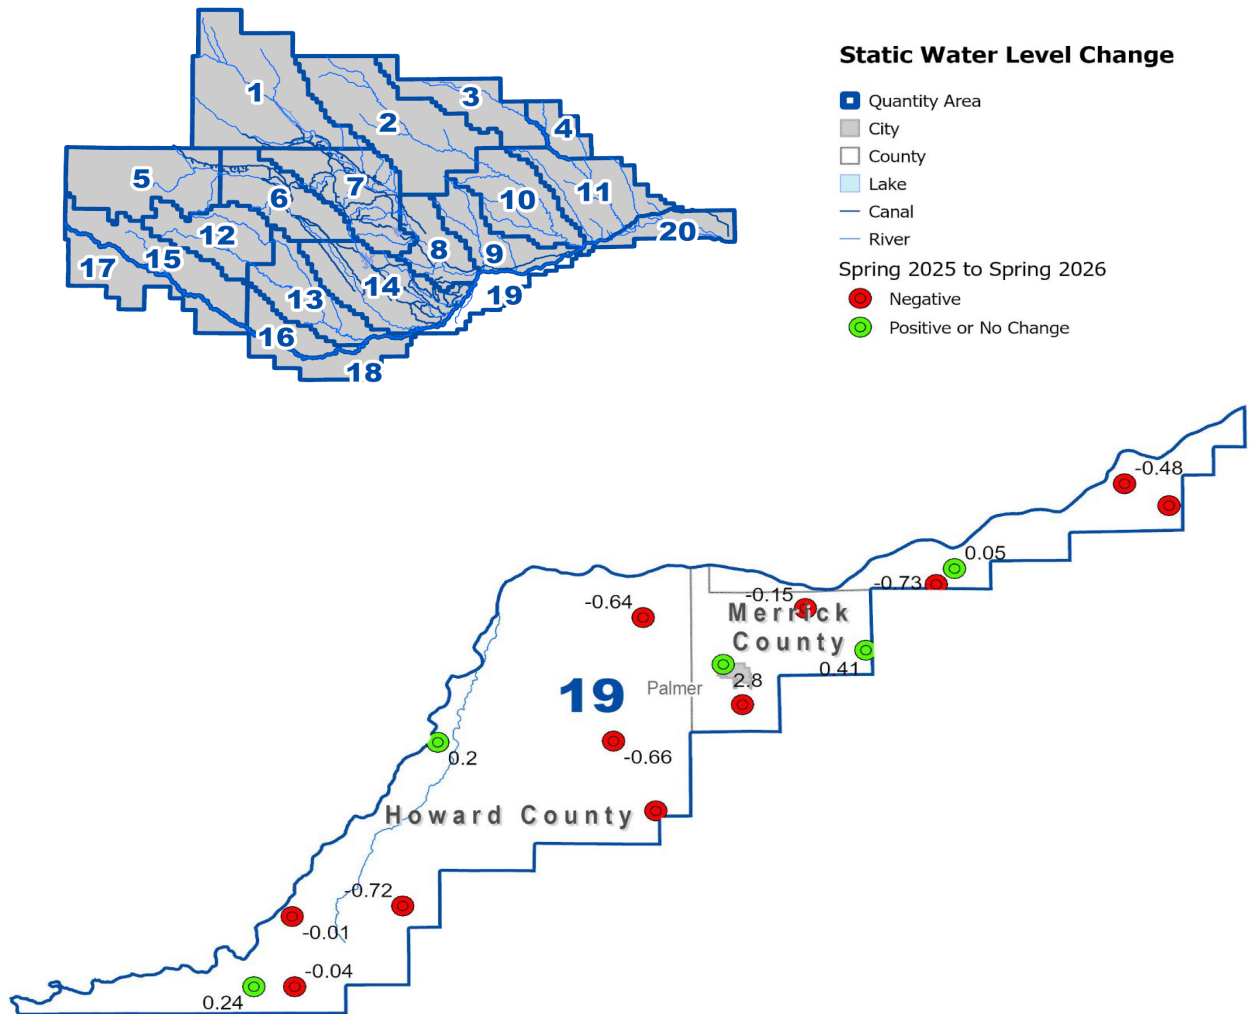 Static Water Level Change
Quantity Area
City
County
Lake
Canal
River
Spring 2025 to Spring 2026
Negative
Positive or No Change
1
2
3
4
5
6
7
8
9
10
11
12
13
14
15
16
17
18
19
20
-0.48
0.05
-0.73
-0.15
-0.64
Merrick
County
0.41
2.8
Palmer
19
-0.66
0.2
Howard County
-0.72
-0.01
-0.04
0.24